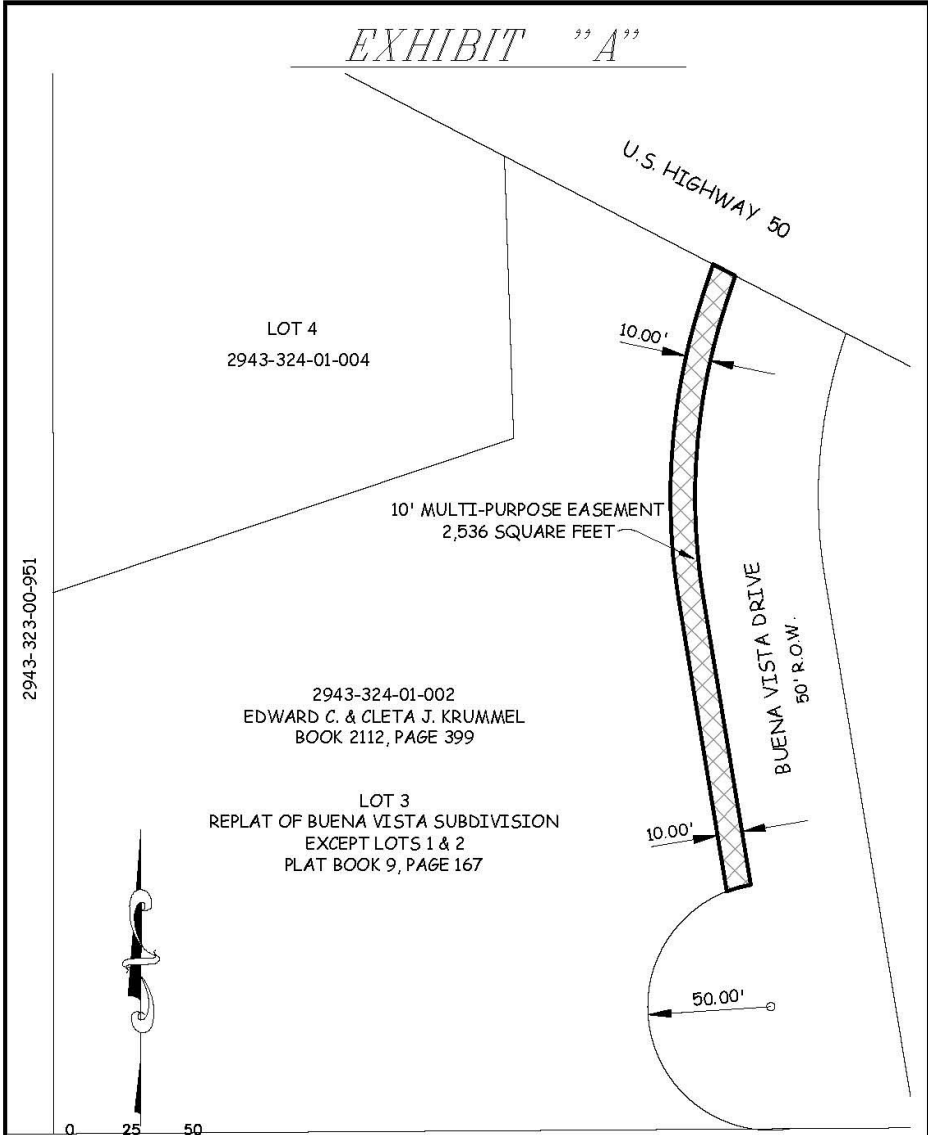 EXHIBIT "A"
U.S. HIGHWAY 50
LOT 4
2943-324-01-004
10.00'
10' MULTI-PURPOSE EASEMENT
2,536 SQUARE FEET
2943-323-00-951
BUENA VISTA DRIVE
50' R.O.W.
2943-324-01-002
EDWARD C. & CLETA J. KRUMMEL
BOOK 2112, PAGE 399
LOT 3
REPLAT OF BUENA VISTA SUBDIVISION
EXCEPT LOTS 1 & 2
PLAT BOOK 9, PAGE 167
10.00'
50.00'
0 25 50